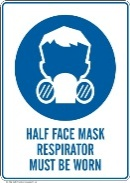 HALF FACE MASK
RESPIRATOR
MUST BE WORN